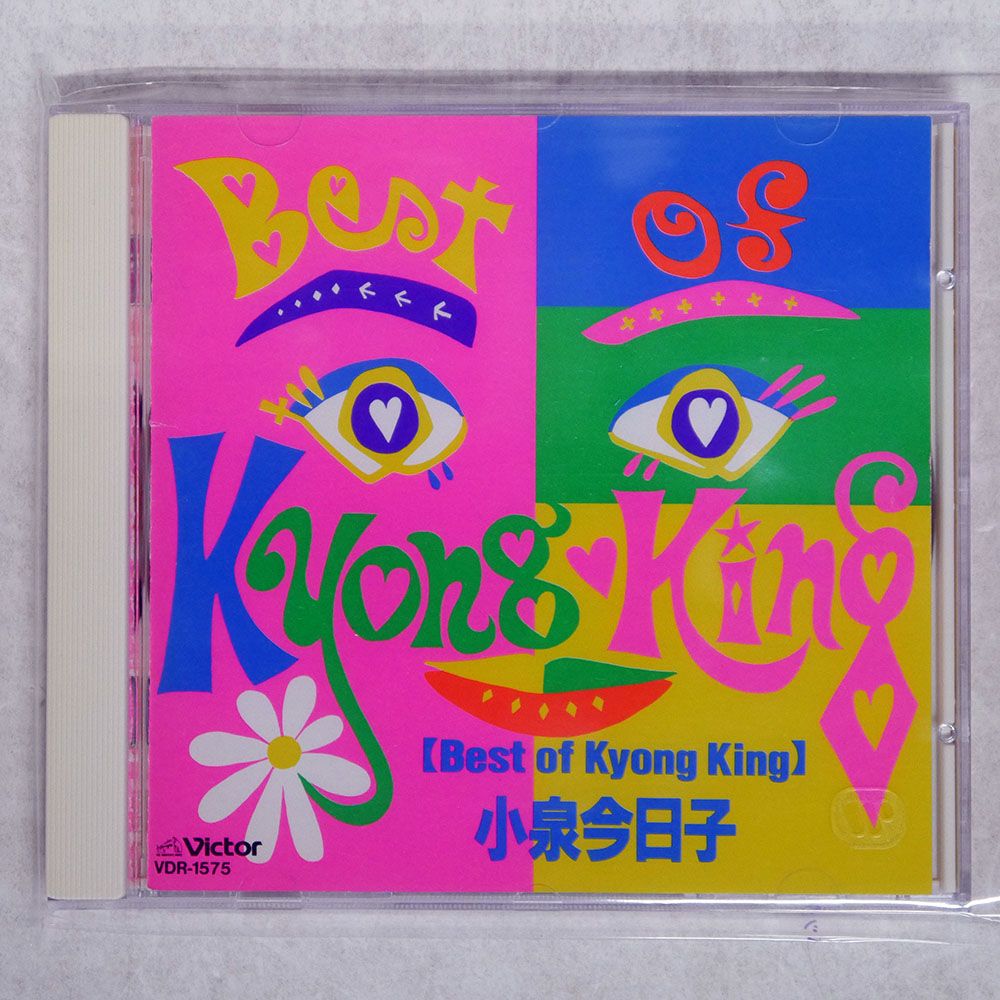 Best Of
Kyong King
【Best of Kyong King】
小泉今日子
Victor
VDR-1575